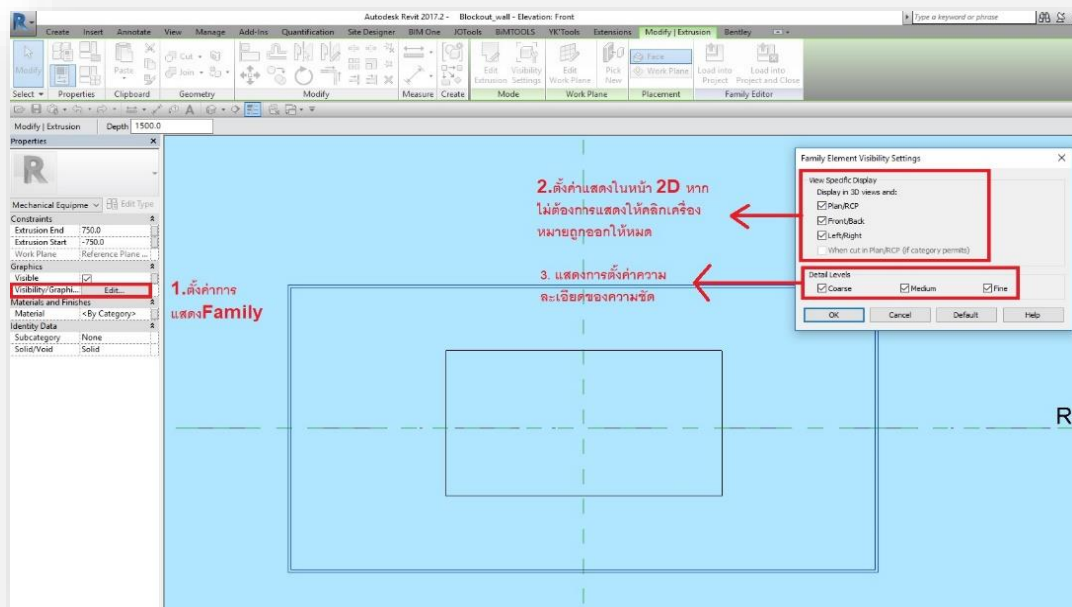 Autodesk Revit 2017.2 - Blockout_wall - Elevation: Front
Type a keyword or phrase
Create Insert Annotate View Manage Add-Ins Quantification Site Designer BIM One JOTools BiMTOOLS YK'Tools Extensions Modify | Extrusion Bentley
Modify
Paste
Cut
Join
Edit Extrusion
Visibility Settings
Edit Work Plane
Pick New
Face
Work Plane
Load into Project
Load into Project and Close
Select Properties Clipboard Geometry Modify Measure Create Mode Work Plane Placement Family Editor
Modify | Extrusion Depth 1500.0
Properties
Mechanical Equipme Edit Type
Constraints
Extrusion End 750.0
Extrusion Start -750.0
Work Plane Reference Plane ...
Graphics
Visible
Visibility/Graphi... Edit...
Materials and Finishes
Material <By Category>
Identity Data
Subcategory None
Solid/Void Solid
1.ตั้งค่าการ
แสดงFamily
2.ตั้งค่าแสดงในหน้า 2D หาก
ไม่ต้องการแสดงให้คลิกเครื่อง
หมายถูกออกให้หมด
3. แสดงการตั้งค่าความ
ละเอียดของความชัด
Family Element Visibility Settings
View Specific Display
Display in 3D views and:
Plan/RCP
Front/Back
Left/Right
When cut in Plan/RCP (if category permits)
Detail Levels
Coarse Medium Fine
OK Cancel Default Help
R